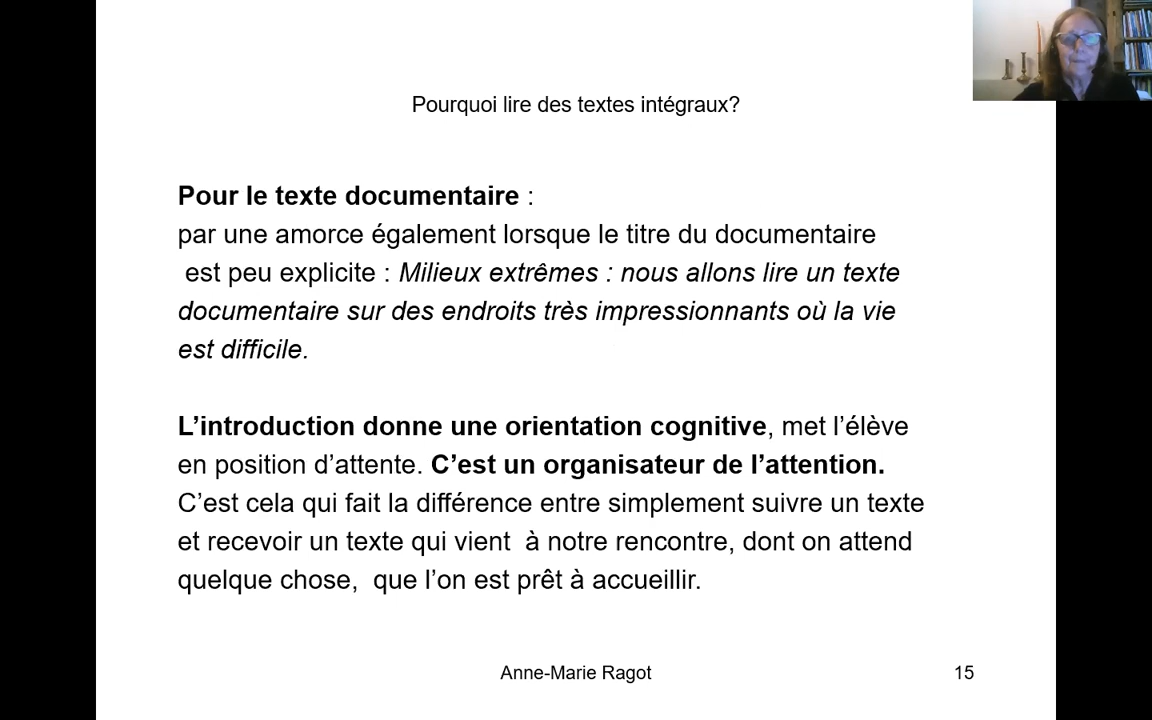 Pourquoi lire des textes intégraux?
Pour le texte documentaire :
par une amorce également lorsque le titre du documentaire
est peu explicite : Milieux extrêmes : nous allons lire un texte
documentaire sur des endroits très impressionnants où la vie
est difficile.
L’introduction donne une orientation cognitive, met l’élève
en position d’attente. C’est un organisateur de l’attention.
C’est cela qui fait la différence entre simplement suivre un texte
et recevoir un texte qui vient  à notre rencontre, dont on attend
quelque chose,  que l’on est prêt à accueillir.
Anne-Marie Ragot
15